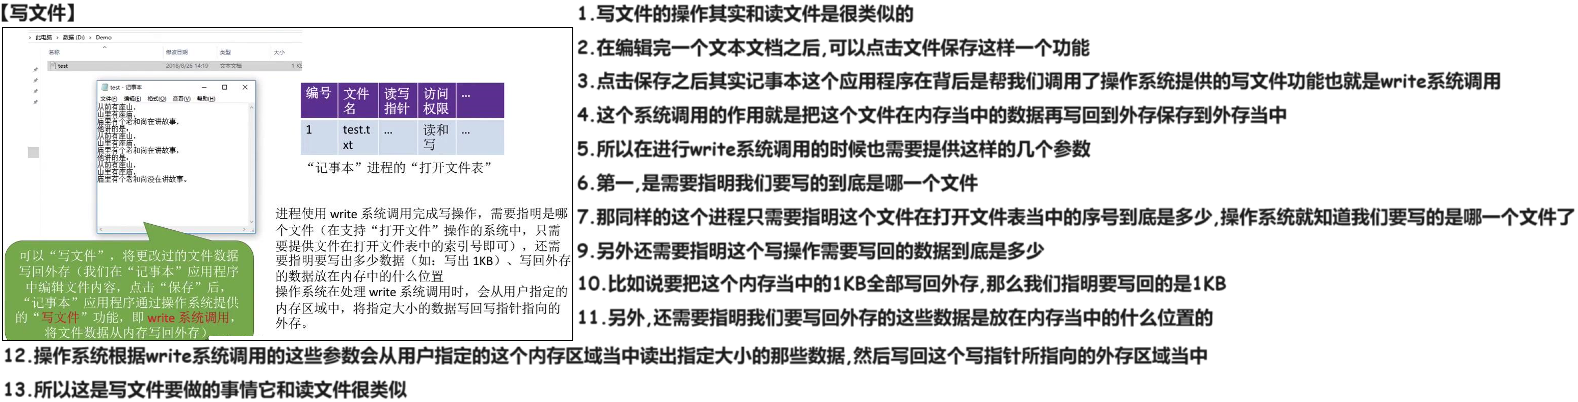 【写文件】
› 此电脑 › 数据 (D:) › Demo
名称 修改日期 类型 大小
test 2018/8/25 14:19 文本文档 1 K
test - 记事本
文件(F) 编辑(E) 格式(O) 查看(V) 帮助(H)
从前有座山，
山里有座庙，
庙里有个老和尚在讲故事，
他讲的是，
从前有座山，
山里有座庙，
庙里有个老和尚在讲故事，
他讲的是，
从前有座山，
山里有座庙，
庙里有个老和尚没在讲故事。
编号 文件名 读写指针 访问权限 ...
1 test.txt ... 读和写 ...
“记事本”进程的“打开文件表”
可以“写文件”，将更改过的文件数据
写回外存（我们在“记事本”应用程序
中编辑文件内容，点击“保存”后，
“记事本”应用程序通过操作系统提供
的“写文件”功能，即 write 系统调用，
将文件数据从内存写回外存）
进程使用 write 系统调用完成写操作，需要指明是哪
个文件（在支持“打开文件”操作的系统中，只需
要提供文件在打开文件表中的索引号即可），还需
要指明要写出多少数据（如：写出 1KB）、写回外存
的数据放在内存中的什么位置
操作系统在处理 write 系统调用时，会从用户指定的
内存区域中，将指定大小的数据写回写指针指向的
外存。
1.写文件的操作其实和读文件是很类似的
2.在编辑完一个文本文档之后,可以点击文件保存这样一个功能
3.点击保存之后其实记事本这个应用程序在背后是帮我们调用了操作系统提供的写文件功能也就是write系统调用
4.这个系统调用的作用就是把这个文件在内存当中的数据再写回到外存保存到外存当中
5.所以在进行write系统调用的时候也需要提供这样的几个参数
6.第一,是需要指明我们要写的到底是哪一个文件
7.那同样的这个进程只需要指明这个文件在打开文件表当中的序号到底是多少,操作系统就知道我们要写的是哪一个文件了
9.另外还需要指明这个写操作需要写回的数据到底是多少
10.比如说要把这个内存当中的1KB全部写回外存,那么我们指明要写回的是1KB
11.另外,还需要指明我们要写回外存的这些数据是放在内存当中的什么位置的
12.操作系统根据write系统调用的这些参数会从用户指定的这个内存区域当中读出指定大小的那些数据,然后写回这个写指针所指向的外存区域当中
13.所以这是写文件要做的事情它和读文件很类似